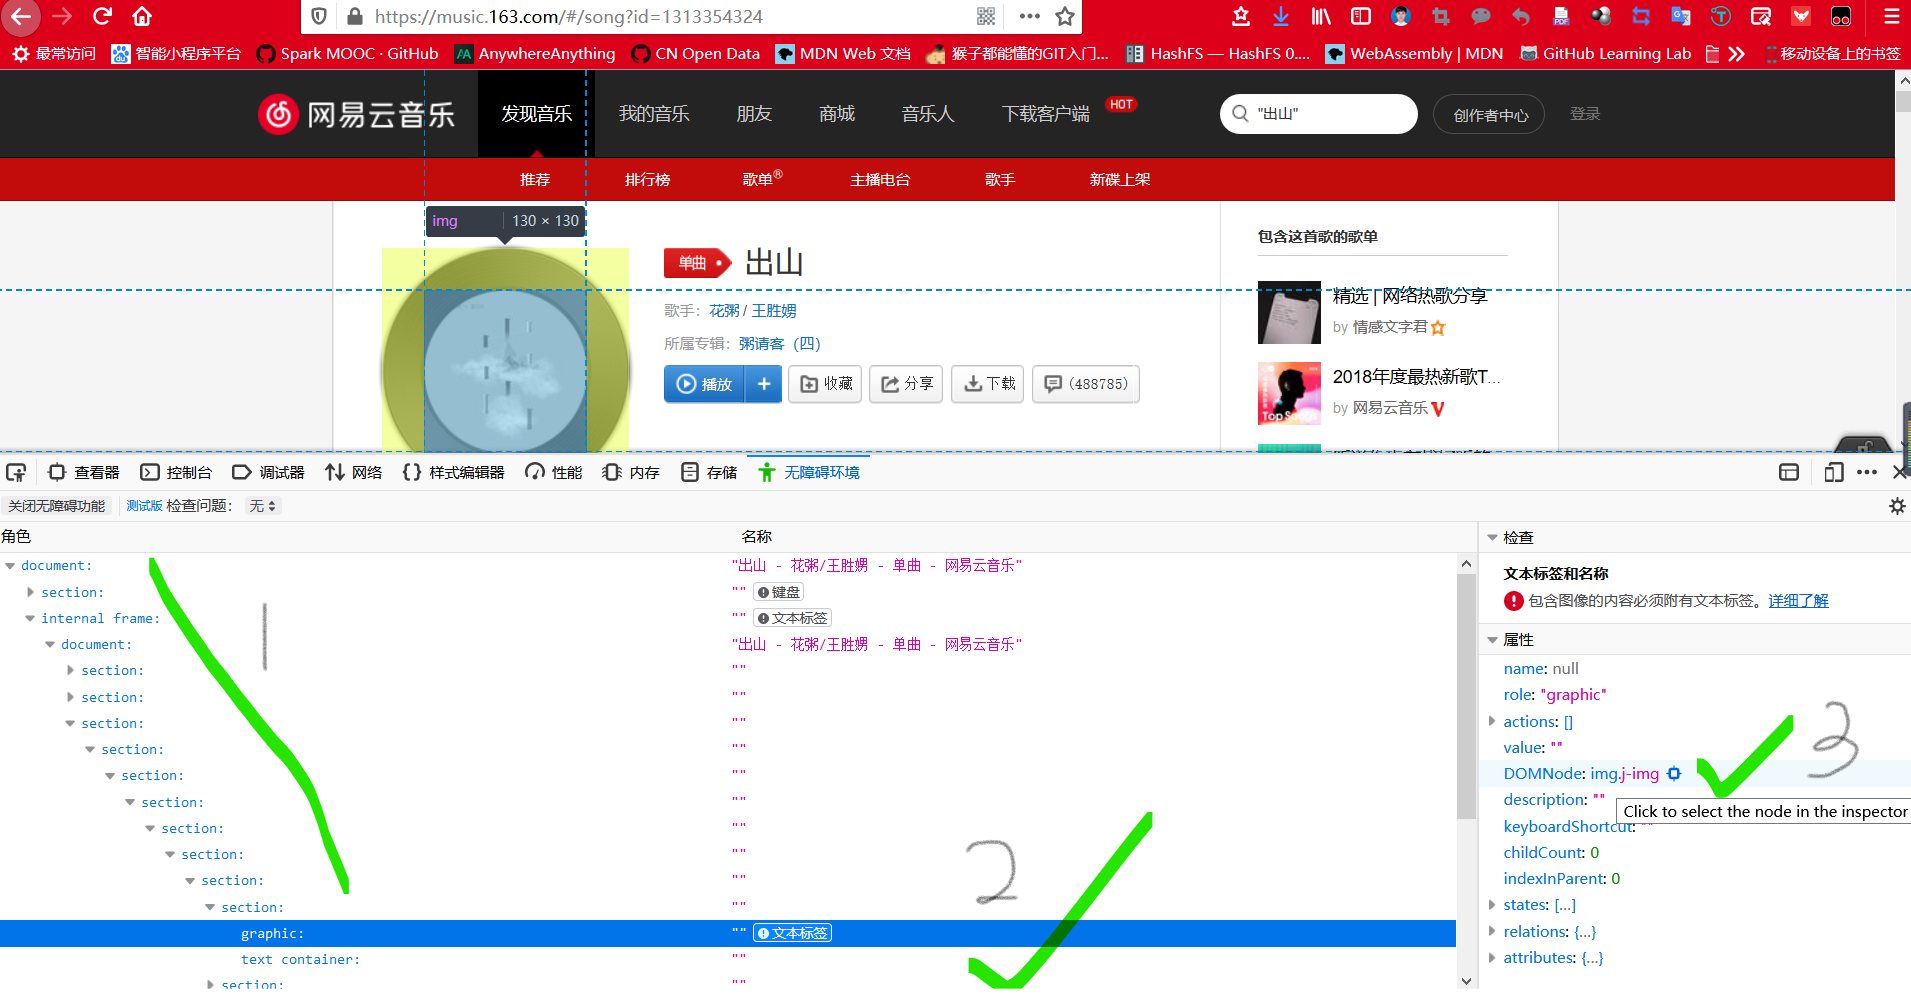 https://music.163.com/#/song?id=1313354324
最常访问
智能小程序平台
Spark MOOC · GitHub
AnywhereAnything
CN Open Data
MDN Web 文档
猴子都能懂的GIT入门...
HashFS — HashFS 0....
WebAssembly | MDN
GitHub Learning Lab
移动设备上的书签
网易云音乐
发现音乐
我的音乐
朋友
商城
音乐人
下载客户端
HOT
"出山"
创作者中心
登录
推荐
排行榜
歌单®
主播电台
歌手
新碟上架
img
130 × 130
单曲
出山
歌手：花粥 / 王胜娚
所属专辑：粥请客（四）
播放
收藏
分享
下载
(488785)
包含这首歌的歌单
精选 | 网络热歌分享
by 情感文字君
2018年度最热新歌T...
by 网易云音乐
Top Songs
查看器
控制台
调试器
网络
样式编辑器
性能
内存
存储
无障碍环境
关闭无障碍功能
测试版 检查问题：
无
角色
名称
document:
"出山 - 花粥/王胜娚 - 单曲 - 网易云音乐"
section:
"" 键盘
internal frame:
"" 文本标签
document:
"出山 - 花粥/王胜娚 - 单曲 - 网易云音乐"
section:
""
section:
""
section:
""
section:
""
section:
""
section:
""
section:
""
section:
""
section:
""
section:
""
graphic:
"" 文本标签
text container:
""
section:
""
1
2
3
检查
文本标签和名称
包含图像的内容必须附有文本标签。详细了解
属性
name: null
role: "graphic"
actions: []
value: ""
DOMNode: img.j-img
description: ""
Click to select the node in the inspector
keyboardShortcut: ""
childCount: 0
indexInParent: 0
states: [...]
relations: {...}
attributes: {...}